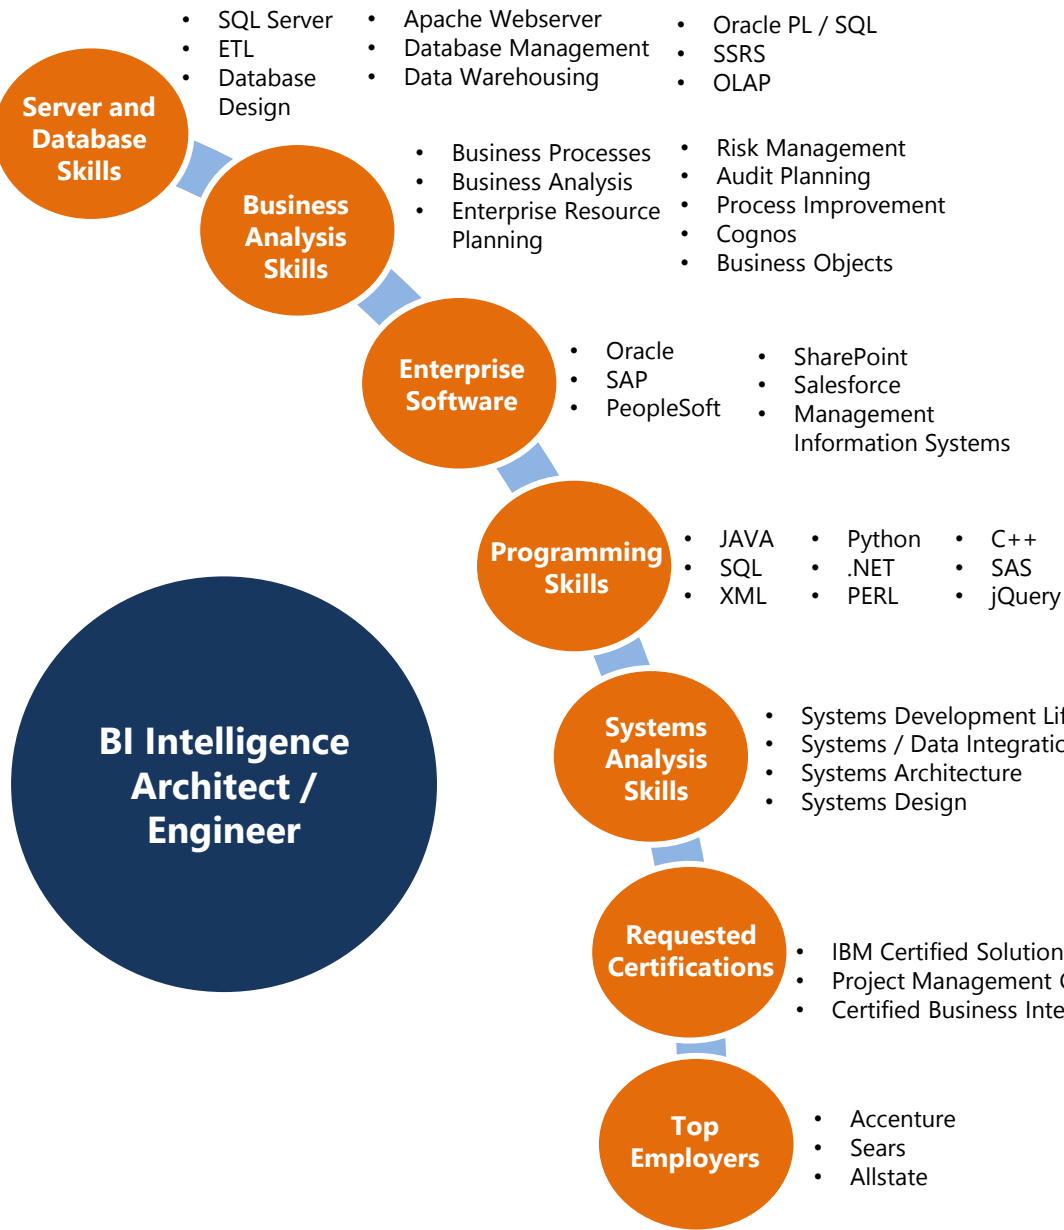 Server and
Database
Skills
SQL Server
ETL
Database
Design
Apache Webserver
Database Management
Data Warehousing
Oracle PL / SQL
SSRS
OLAP
Business
Analysis
Skills
Business Processes
Business Analysis
Enterprise Resource
Planning
Risk Management
Audit Planning
Process Improvement
Cognos
Business Objects
Enterprise
Software
Oracle
SAP
PeopleSoft
SharePoint
Salesforce
Management
Information Systems
Programming
Skills
JAVA
SQL
XML
Python
.NET
PERL
C++
SAS
jQuery
BI Intelligence
Architect /
Engineer
Systems
Analysis
Skills
Systems Development
Systems / Data
Systems Architecture
Systems Design
Requested
Certifications
IBM Certified Solution
Project Management
Certified Business
Top
Employers
Accenture
Sears
Allstate